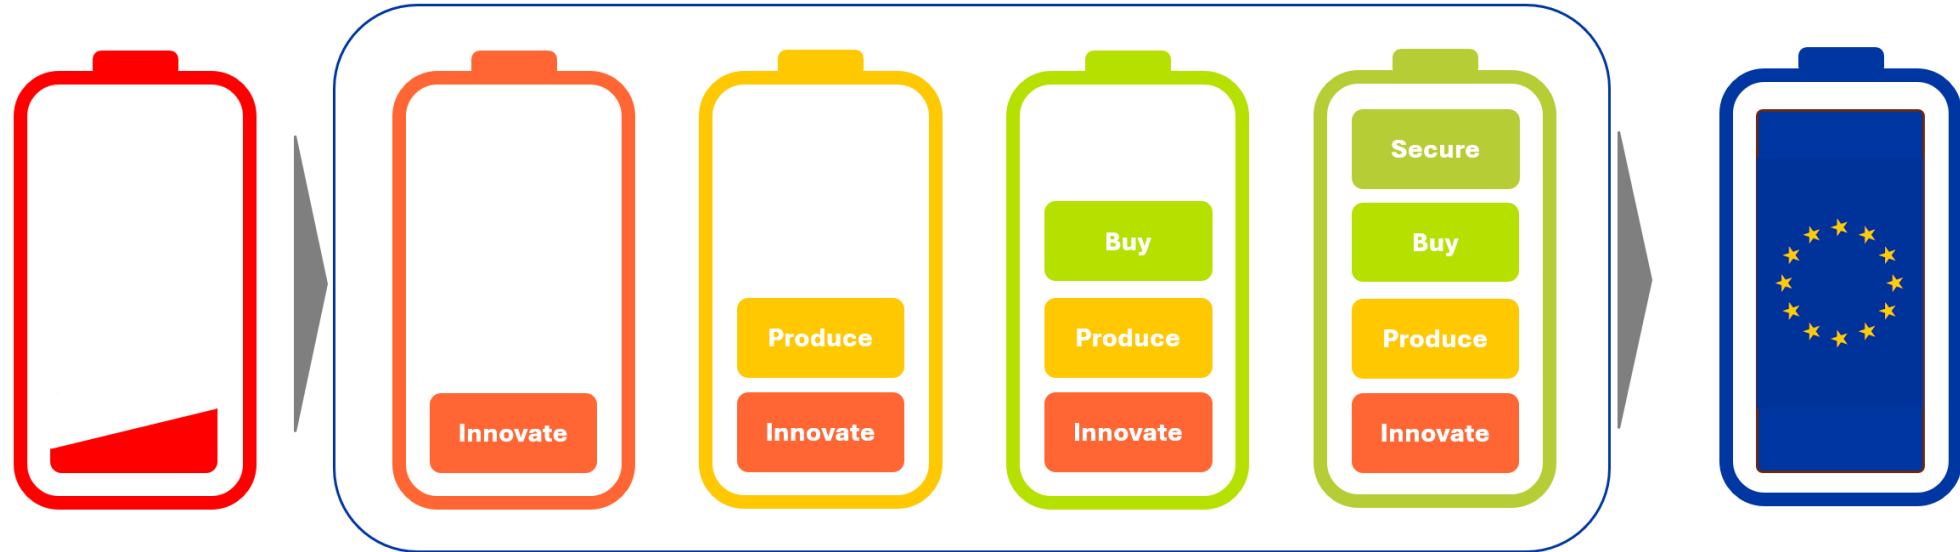 Innovate
Produce
Innovate
Buy
Produce
Innovate
Secure
Buy
Produce
Innovate